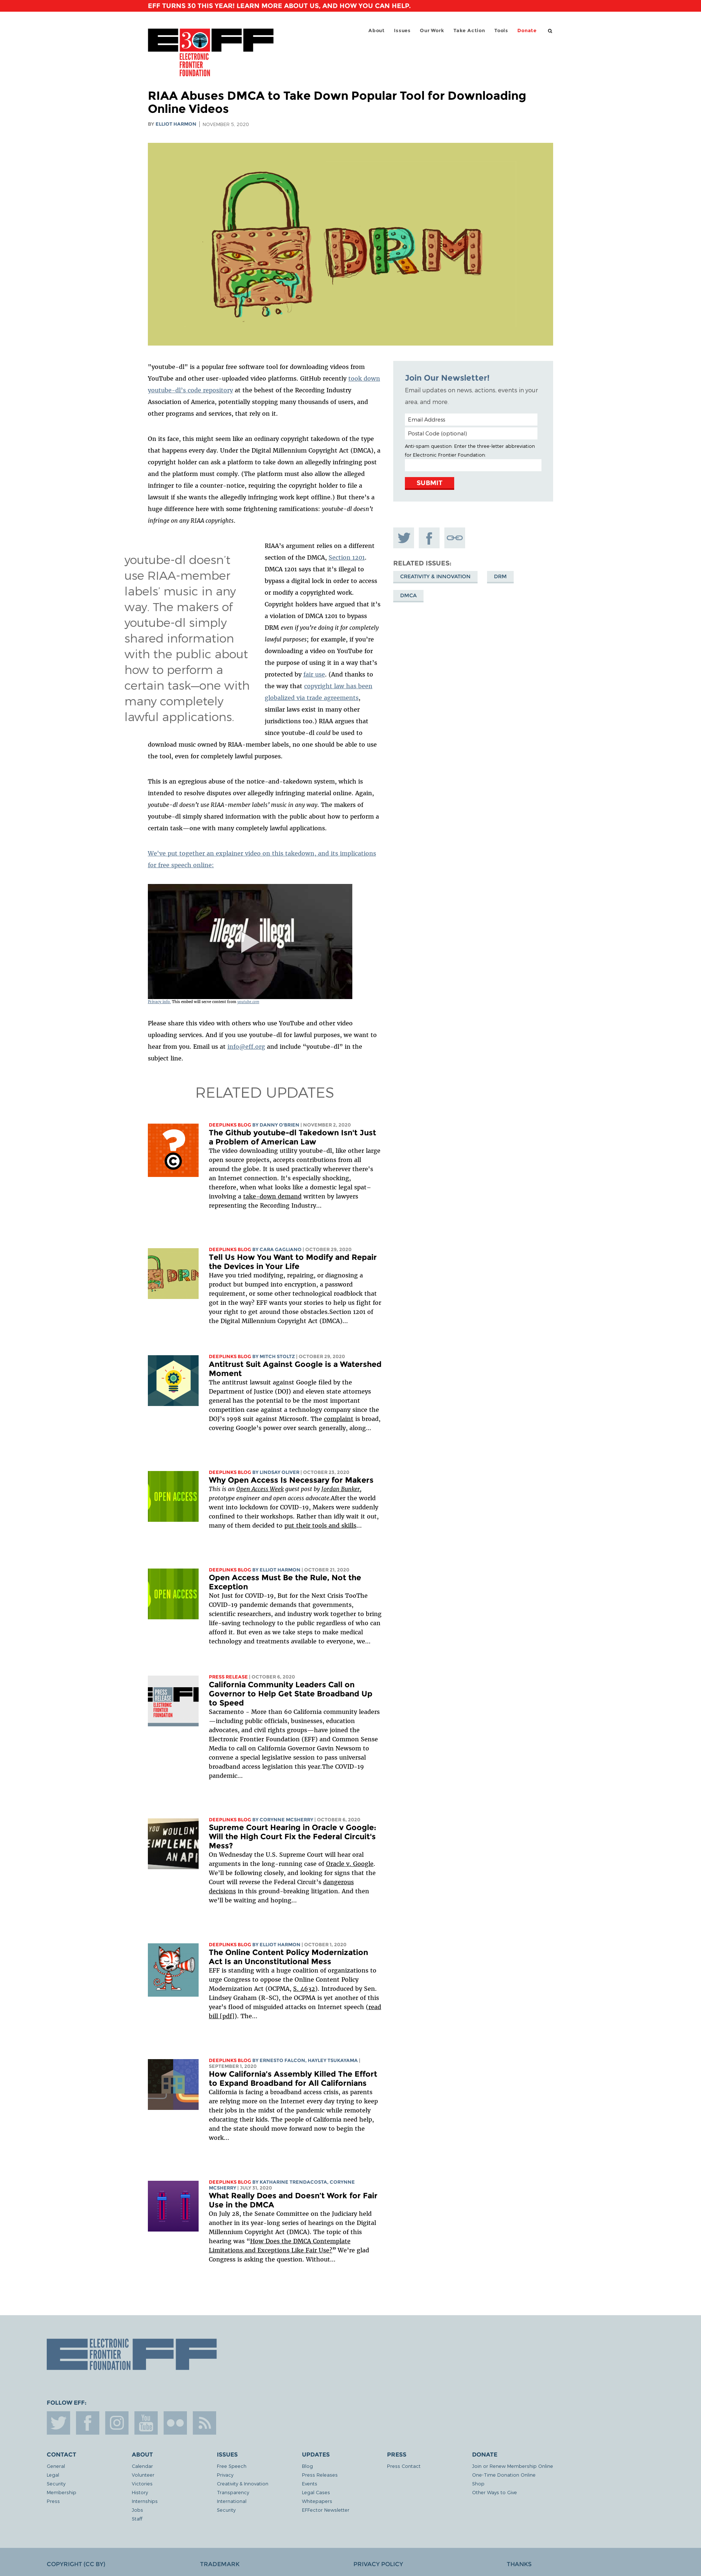 EFF TURNS 30 THIS YEAR! LEARN MORE ABOUT US, AND HOW YOU CAN HELP.
About
Issues
Our Work
Take Action
Tools
Donate
EFF
30
ELECTRONIC
FRONTIER
FOUNDATION
RIAA Abuses DMCA to Take Down Popular Tool for Downloading
Online Videos
BY ELLIOT HARMON | NOVEMBER 5, 2020
DRM
"youtube-dl" is a popular free software tool for downloading videos from
YouTube and other user-uploaded video platforms. GitHub recently took down
youtube-dl's code repository at the behest of the Recording Industry
Association of America, potentially stopping many thousands of users, and
other programs and services, that rely on it.
On its face, this might seem like an ordinary copyright takedown of the type
that happens every day. Under the Digital Millennium Copyright Act (DMCA), a
copyright holder can ask a platform to take down an allegedly infringing post
and the platform must comply. (The platform must also allow the alleged
infringer to file a counter-notice, requiring the copyright holder to file a
lawsuit if she wants the allegedly infringing work kept offline.) But there's a
huge difference here with some frightening ramifications: youtube-dl doesn't
infringe on any RIAA copyrights.
youtube-dl doesn't
use RIAA-member
labels' music in any
way. The makers of
youtube-dl simply
shared information
with the public about
how to perform a
certain task—one with
many completely
lawful applications.
RIAA's argument relies on a different
section of the DMCA, Section 1201.
DMCA 1201 says that it's illegal to
bypass a digital lock in order to access
or modify a copyrighted work.
Copyright holders have argued that it's
a violation of DMCA 1201 to bypass
DRM even if you're doing it for completely
lawful purposes; for example, if you're
downloading a video on YouTube for
the purpose of using it in a way that's
protected by fair use. (And thanks to
the way that copyright law has been
globalized via trade agreements,
similar laws exist in many other
jurisdictions too.) RIAA argues that
since youtube-dl could be used to
download music owned by RIAA-member labels, no one should be able to use
the tool, even for completely lawful purposes.
This is an egregious abuse of the notice-and-takedown system, which is
intended to resolve disputes over allegedly infringing material online. Again,
youtube-dl doesn't use RIAA-member labels' music in any way. The makers of
youtube-dl simply shared information with the public about how to perform a
certain task—one with many completely lawful applications.
We've put together an explainer video on this takedown, and its implications
for free speech online:
illegal illegal
Privacy info. This embed will serve content from youtube.com
Please share this video with others who use YouTube and other video
uploading services. And if you use youtube-dl for lawful purposes, we want to
hear from you. Email us at info@eff.org and include "youtube-dl" in the
subject line.
Join Our Newsletter!
Email updates on news, actions, events in your
area, and more.
Email Address
Postal Code (optional)
Anti-spam question: Enter the three-letter abbreviation
for Electronic Frontier Foundation:
SUBMIT
RELATED ISSUES:
CREATIVITY & INNOVATION
DRM
DMCA
RELATED UPDATES
DEEPLINKS BLOG BY DANNY O'BRIEN | NOVEMBER 2, 2020
The Github youtube-dl Takedown Isn't Just
a Problem of American Law
The video downloading utility youtube-dl, like other large
open source projects, accepts contributions from all
around the globe. It is used practically wherever there's
an Internet connection. It's especially shocking,
therefore, when what looks like a domestic legal spat–
involving a take-down demand written by lawyers
representing the Recording Industry...
DEEPLINKS BLOG BY CARA GAGLIANO | OCTOBER 29, 2020
Tell Us How You Want to Modify and Repair
the Devices in Your Life
Have you tried modifying, repairing, or diagnosing a
product but bumped into encryption, a password
requirement, or some other technological roadblock that
got in the way? EFF wants your stories to help us fight for
your right to get around those obstacles.Section 1201 of
the Digital Millennium Copyright Act (DMCA)...
DEEPLINKS BLOG BY MITCH STOLTZ | OCTOBER 29, 2020
Antitrust Suit Against Google is a Watershed
Moment
The antitrust lawsuit against Google filed by the
Department of Justice (DOJ) and eleven state attorneys
general has the potential to be the most important
competition case against a technology company since the
DOJ's 1998 suit against Microsoft. The complaint is broad,
covering Google's power over search generally, along...
OPEN ACCESS
DEEPLINKS BLOG BY LINDSAY OLIVER | OCTOBER 23, 2020
Why Open Access Is Necessary for Makers
This is an Open Access Week guest post by Jordan Bunker,
prototype engineer and open access advocate.After the world
went into lockdown for COVID-19, Makers were suddenly
confined to their workshops. Rather than idly wait it out,
many of them decided to put their tools and skills...
OPEN ACCESS
DEEPLINKS BLOG BY ELLIOT HARMON | OCTOBER 21, 2020
Open Access Must Be the Rule, Not the
Exception
Not Just for COVID-19, But for the Next Crisis TooThe
COVID-19 pandemic demands that governments,
scientific researchers, and industry work together to bring
life-saving technology to the public regardless of who can
afford it. But even as we take steps to make medical
technology and treatments available to everyone, we...
PRESS
RELEASE
ELECTRONIC
FRONTIER
FOUNDATION
PRESS RELEASE | OCTOBER 8, 2020
California Community Leaders Call on
Governor to Help Get State Broadband Up
to Speed
Sacramento – More than 60 California community leaders
—including public officials, businesses, education
advocates, and civil rights groups—have joined the
Electronic Frontier Foundation (EFF) and Common Sense
Media to call on California Governor Gavin Newsom to
convene a special legislative session to pass universal
broadband access legislation this year.The COVID-19
pandemic...
YOU WOULDN'
REIMPLEMEN
AN API
DEEPLINKS BLOG BY CORYNNE MCSHERRY | OCTOBER 6, 2020
Supreme Court Hearing in Oracle v Google:
Will the High Court Fix the Federal Circuit's
Mess?
On Wednesday the U.S. Supreme Court will hear oral
arguments in the long-running case of Oracle v. Google.
We'll be following closely, and looking for signs that the
Court will reverse the Federal Circuit's dangerous
decisions in this ground-breaking litigation. And then
we'll be waiting and hoping...
DEEPLINKS BLOG BY ELLIOT HARMON | OCTOBER 1, 2020
The Online Content Policy Modernization
Act Is an Unconstitutional Mess
EFF is standing with a huge coalition of organizations to
urge Congress to oppose the Online Content Policy
Modernization Act (OCPMA, S. 4632). Introduced by Sen.
Lindsey Graham (R-SC), the OCPMA is yet another of this
year's flood of misguided attacks on Internet speech (read
bill [pdf]). The...
DEEPLINKS BLOG BY ERNESTO FALCON, HAYLEY TSUKAYAMA |
SEPTEMBER 1, 2020
How California's Assembly Killed The Effort
to Expand Broadband for All Californians
California is facing a broadband access crisis, as parents
are relying more on the Internet every day trying to keep
their jobs in the midst of the pandemic while remotely
educating their kids. The people of California need help,
and the state should move forward now to begin the
work...
DEEPLINKS BLOG BY KATHARINE TRENDACOSTA, CORYNNE
MCSHERRY | JULY 31, 2020
What Really Does and Doesn't Work for Fair
Use in the DMCA
On July 28, the Senate Committee on the Judiciary held
another in its year-long series of hearings on the Digital
Millennium Copyright Act (DMCA). The topic of this
hearing was "How Does the DMCA Contemplate
Limitations and Exceptions Like Fair Use?" We're glad
Congress is asking the question. Without...
EFF
ELECTRONIC
FRONTIER
FOUNDATION
FOLLOW EFF:
You
Tube
CONTACT
General
Legal
Security
Membership
Press
ABOUT
Calendar
Volunteer
Victories
History
Internships
Jobs
Staff
ISSUES
Free Speech
Privacy
Creativity & Innovation
Transparency
International
Security
UPDATES
Blog
Press Releases
Events
Legal Cases
Whitepapers
EFFector Newsletter
PRESS
Press Contact
DONATE
Join or Renew Membership Online
One-Time Donation Online
Shop
Other Ways to Give
COPYRIGHT (CC BY)
TRADEMARK
PRIVACY POLICY
THANKS